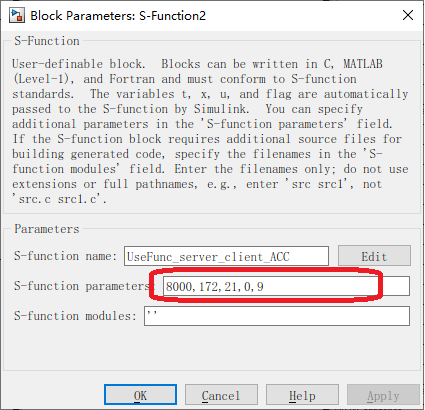 Block Parameters: S-Function2
S-Function
User-definable block.  Blocks can be written in C, MATLAB
(Level-1), and Fortran and must conform to S-function
standards.  The variables t, x, u, and flag are automatically
passed to the S-function by Simulink.  You can specify
additional parameters in the 'S-function parameters' field.
If the S-function block requires additional source files for
building generated code, specify the filenames in the 'S-
function modules' field. Enter the filenames only; do not use
extensions or full pathnames, e.g., enter 'src src1', not
'src.c src1.c'.
Parameters
S-function name: UseFunc_server_client_ACC Edit
S-function parameters: 8000,172,21,0,9
S-function modules: ''
OK Cancel Help Apply